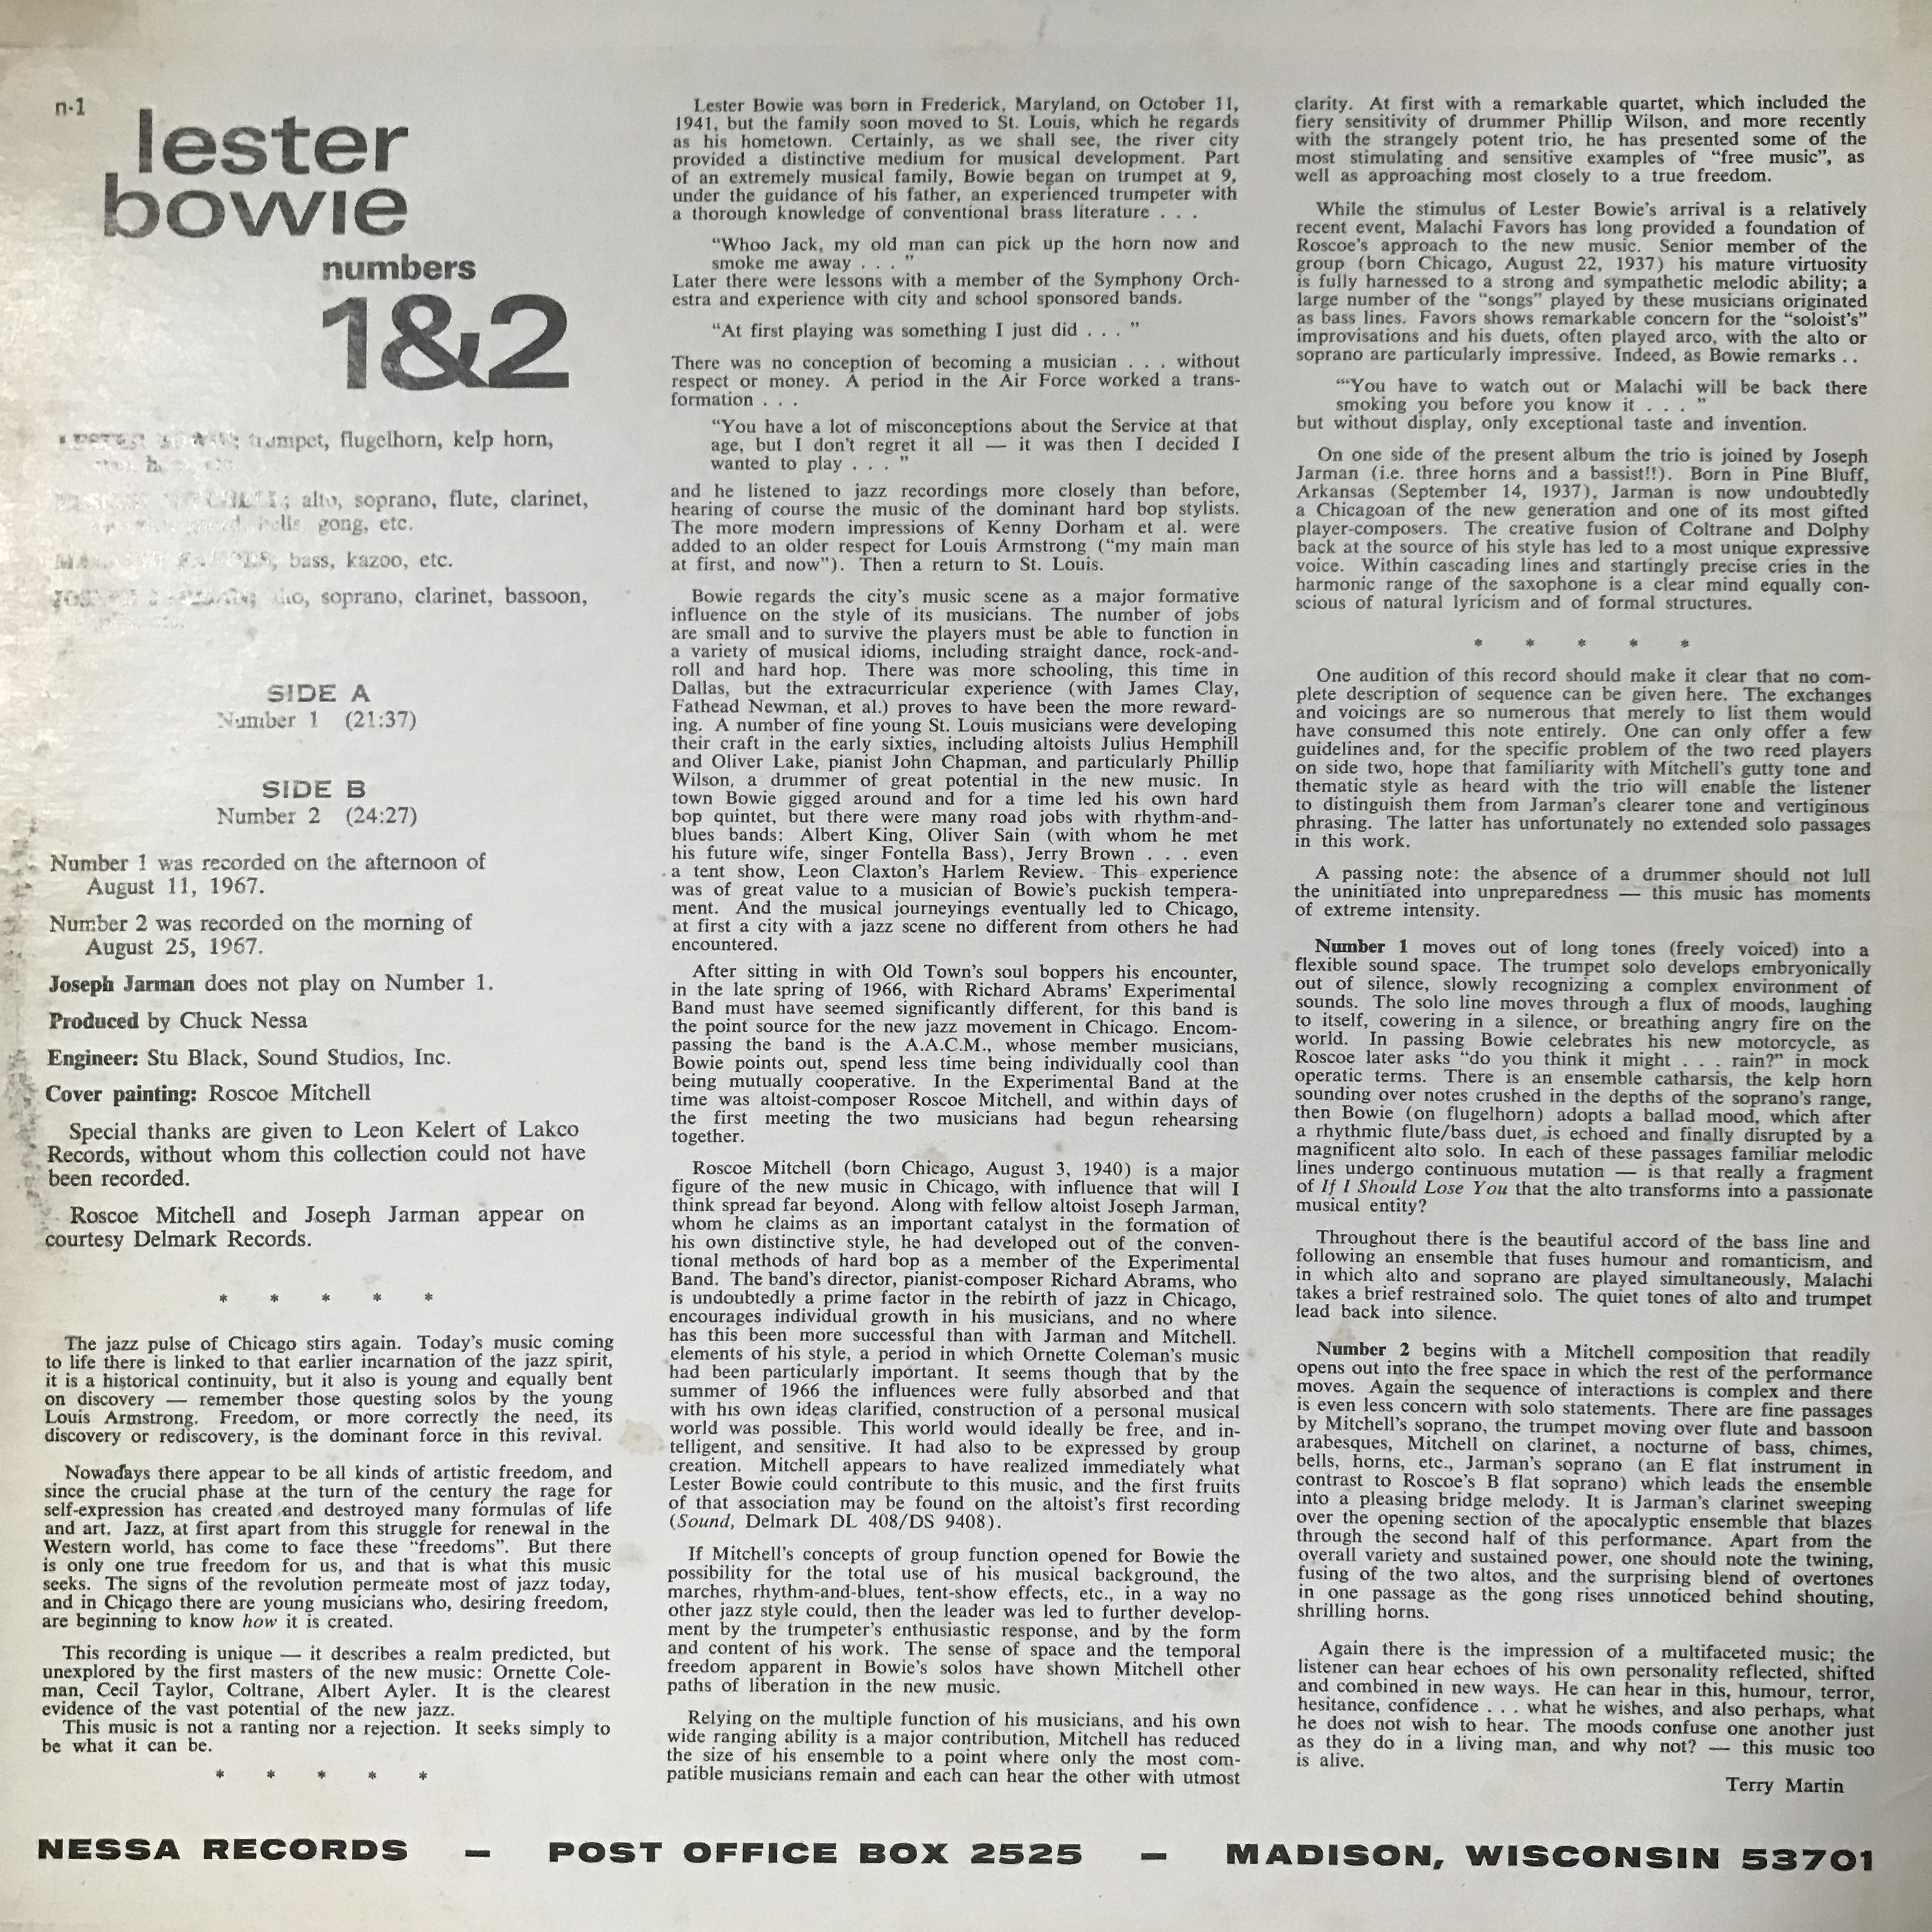 n-1
lester
bowie
numbers
1&2
trumpet, flugelhorn, kelp horn,
alto, soprano, flute, clarinet,
bells, gong, etc.
bass, kazoo, etc.
soprano, clarinet, bassoon,
SIDE A
Number 1 (21:37)
SIDE B
Number 2 (24:27)
Number 1 was recorded on the afternoon of
August 11, 1967.
Number 2 was recorded on the morning of
August 25, 1967.
Joseph Jarman does not play on Number 1.
Produced by Chuck Nessa
Engineer: Stu Black, Sound Studios, Inc.
Cover painting: Roscoe Mitchell
Special thanks are given to Leon Kelert of Lakco
Records, without whom this collection could not have
been recorded.
Roscoe Mitchell and Joseph Jarman appear on
courtesy Delmark Records.
* * * * *
The jazz pulse of Chicago stirs again. Today's music coming
to life there is linked to that earlier incarnation of the jazz spirit,
it is a historical continuity, but it also is young and equally bent
on discovery — remember those questing solos by the young
Louis Armstrong. Freedom, or more correctly the need, its
discovery or rediscovery, is the dominant force in this revival.
Nowadays there appear to be all kinds of artistic freedom, and
since the crucial phase at the turn of the century the rage for
self-expression has created and destroyed many formulas of life
and art. Jazz, at first apart from this struggle for renewal in the
Western world, has come to face these "freedoms". But there
is only one true freedom for us, and that is what this music
seeks. The signs of the revolution permeate most of jazz today,
and in Chicago there are young musicians who, desiring freedom,
are beginning to know how it is created.
This recording is unique — it describes a realm predicted, but
unexplored by the first masters of the new music: Ornette Cole-
man, Cecil Taylor, Coltrane, Albert Ayler. It is the clearest
evidence of the vast potential of the new jazz.
This music is not a ranting nor a rejection. It seeks simply to
be what it can be.
* * * * *
Lester Bowie was born in Frederick, Maryland, on October 11,
1941, but the family soon moved to St. Louis, which he regards
as his hometown. Certainly, as we shall see, the river city
provided a distinctive medium for musical development. Part
of an extremely musical family, Bowie began on trumpet at 9,
under the guidance of his father, an experienced trumpeter with
a thorough knowledge of conventional brass literature . . .
"Whoo Jack, my old man can pick up the horn now and
smoke me away . . . "
Later there were lessons with a member of the Symphony Orch-
estra and experience with city and school sponsored bands.
"At first playing was something I just did . . . "
There was no conception of becoming a musician . . . without
respect or money. A period in the Air Force worked a trans-
formation . . .
"You have a lot of misconceptions about the Service at that
age, but I don't regret it all — it was then I decided I
wanted to play . . . "
and he listened to jazz recordings more closely than before,
hearing of course the music of the dominant hard bop stylists.
The more modern impressions of Kenny Dorham et al. were
added to an older respect for Louis Armstrong ("my main man
at first, and now"). Then a return to St. Louis.
Bowie regards the city's music scene as a major formative
influence on the style of its musicians. The number of jobs
are small and to survive the players must be able to function in
a variety of musical idioms, including straight dance, rock-and-
roll and hard hop. There was more schooling, this time in
Dallas, but the extracurricular experience (with James Clay,
Fathead Newman, et al.) proves to have been the more reward-
ing. A number of fine young St. Louis musicians were developing
their craft in the early sixties, including altoists Julius Hemphill
and Oliver Lake, pianist John Chapman, and particularly Phillip
Wilson, a drummer of great potential in the new music. In
town Bowie gigged around and for a time led his own hard
bop quintet, but there were many road jobs with rhythm-and-
blues bands: Albert King, Oliver Sain (with whom he met
his future wife, singer Fontella Bass), Jerry Brown . . . even
a tent show, Leon Claxton's Harlem Review. This experience
was of great value to a musician of Bowie's puckish tempera-
ment. And the musical journeyings eventually led to Chicago,
at first a city with a jazz scene no different from others he had
encountered.
After sitting in with Old Town's soul boppers his encounter,
in the late spring of 1966, with Richard Abrams' Experimental
Band must have seemed significantly different, for this band is
the point source for the new jazz movement in Chicago. Encom-
passing the band is the A.A.C.M., whose member musicians,
Bowie points out, spend less time being individually cool than
being mutually cooperative. In the Experimental Band at the
time was altoist-composer Roscoe Mitchell, and within days of
the first meeting the two musicians had begun rehearsing
together.
Roscoe Mitchell (born Chicago, August 3, 1940) is a major
figure of the new music in Chicago, with influence that will I
think spread far beyond. Along with fellow altoist Joseph Jarman,
whom he claims as an important catalyst in the formation of
his own distinctive style, he had developed out of the conven-
tional methods of hard bop as a member of the Experimental
Band. The band's director, pianist-composer Richard Abrams, who
is undoubtedly a prime factor in the rebirth of jazz in Chicago,
encourages individual growth in his musicians, and no where
has this been more successful than with Jarman and Mitchell.
elements of his style, a period in which Ornette Coleman's music
had been particularly important. It seems though that by the
summer of 1966 the influences were fully absorbed and that
with his own ideas clarified, construction of a personal musical
world was possible. This world would ideally be free, and in-
telligent, and sensitive. It had also to be expressed by group
creation. Mitchell appears to have realized immediately what
Lester Bowie could contribute to this music, and the first fruits
of that association may be found on the altoist's first recording
(Sound, Delmark DL 408/DS 9408).
If Mitchell's concepts of group function opened for Bowie the
possibility for the total use of his musical background, the
marches, rhythm-and-blues, tent-show effects, etc., in a way no
other jazz style could, then the leader was led to further develop-
ment by the trumpeter's enthusiastic response, and by the form
and content of his work. The sense of space and the temporal
freedom apparent in Bowie's solos have shown Mitchell other
paths of liberation in the new music.
Relying on the multiple function of his musicians, and his own
wide ranging ability is a major contribution, Mitchell has reduced
the size of his ensemble to a point where only the most com-
patible musicians remain and each can hear the other with utmost
clarity. At first with a remarkable quartet, which included the
fiery sensitivity of drummer Phillip Wilson, and more recently
with the strangely potent trio, he has presented some of the
most stimulating and sensitive examples of "free music", as
well as approaching most closely to a true freedom.
While the stimulus of Lester Bowie's arrival is a relatively
recent event, Malachi Favors has long provided a foundation of
Roscoe's approach to the new music. Senior member of the
group (born Chicago, August 22, 1937) his mature virtuosity
is fully harnessed to a strong and sympathetic melodic ability; a
large number of the "songs" played by these musicians originated
as bass lines. Favors shows remarkable concern for the "soloist's"
improvisations and his duets, often played arco, with the alto or
soprano are particularly impressive. Indeed, as Bowie remarks . .
"'You have to watch out or Malachi will be back there
smoking you before you know it . . . "
but without display, only exceptional taste and invention.
On one side of the present album the trio is joined by Joseph
Jarman (i.e. three horns and a bassist!!). Born in Pine Bluff,
Arkansas (September 14, 1937), Jarman is now undoubtedly
a Chicagoan of the new generation and one of its most gifted
player-composers. The creative fusion of Coltrane and Dolphy
back at the source of his style has led to a most unique expressive
voice. Within cascading lines and startingly precise cries in the
harmonic range of the saxophone is a clear mind equally con-
scious of natural lyricism and of formal structures.
* * * * *
One audition of this record should make it clear that no com-
plete description of sequence can be given here. The exchanges
and voicings are so numerous that merely to list them would
have consumed this note entirely. One can only offer a few
guidelines and, for the specific problem of the two reed players
on side two, hope that familiarity with Mitchell's gutty tone and
thematic style as heard with the trio will enable the listener
to distinguish them from Jarman's clearer tone and vertiginous
phrasing. The latter has unfortunately no extended solo passages
in this work.
A passing note: the absence of a drummer should not lull
the uninitiated into unpreparedness — this music has moments
of extreme intensity.
Number 1 moves out of long tones (freely voiced) into a
flexible sound space. The trumpet solo develops embryonically
out of silence, slowly recognizing a complex environment of
sounds. The solo line moves through a flux of moods, laughing
to itself, cowering in a silence, or breathing angry fire on the
world. In passing Bowie celebrates his new motorcycle, as
Roscoe later asks "do you think it might . . . rain?" in mock
operatic terms. There is an ensemble catharsis, the kelp horn
sounding over notes crushed in the depths of the soprano's range,
then Bowie (on flugelhorn) adopts a ballad mood, which after
a rhythmic flute/bass duet, is echoed and finally disrupted by a
magnificent alto solo. In each of these passages familiar melodic
lines undergo continuous mutation — is that really a fragment
of If I Should Lose You that the alto transforms into a passionate
musical entity?
Throughout there is the beautiful accord of the bass line and
following an ensemble that fuses humour and romanticism, and
in which alto and soprano are played simultaneously, Malachi
takes a brief restrained solo. The quiet tones of alto and trumpet
lead back into silence.
Number 2 begins with a Mitchell composition that readily
opens out into the free space in which the rest of the performance
moves. Again the sequence of interactions is complex and there
is even less concern with solo statements. There are fine passages
by Mitchell's soprano, the trumpet moving over flute and bassoon
arabesques, Mitchell on clarinet, a nocturne of bass, chimes,
bells, horns, etc., Jarman's soprano (an E flat instrument in
contrast to Roscoe's B flat soprano) which leads the ensemble
into a pleasing bridge melody. It is Jarman's clarinet sweeping
over the opening section of the apocalyptic ensemble that blazes
through the second half of this performance. Apart from the
overall variety and sustained power, one should note the twining,
fusing of the two altos, and the surprising blend of overtones
in one passage as the gong rises unnoticed behind shouting,
shrilling horns.
Again there is the impression of a multifaceted music; the
listener can hear echoes of his own personality reflected, shifted
and combined in new ways. He can hear in this, humour, terror,
hesitance, confidence . . . what he wishes, and also perhaps, what
he does not wish to hear. The moods confuse one another just
as they do in a living man, and why not? — this music too
is alive.
Terry Martin
NESSA RECORDS — POST OFFICE BOX 2525 — MADISON, WISCONSIN 53701